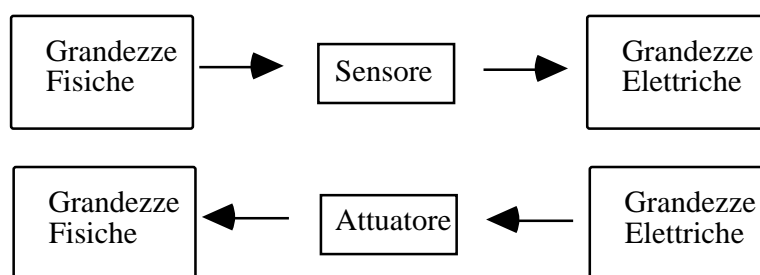 Grandezze
Fisiche
Sensore
Grandezze
Elettriche
Grandezze
Fisiche
Attuatore
Grandezze
Elettriche